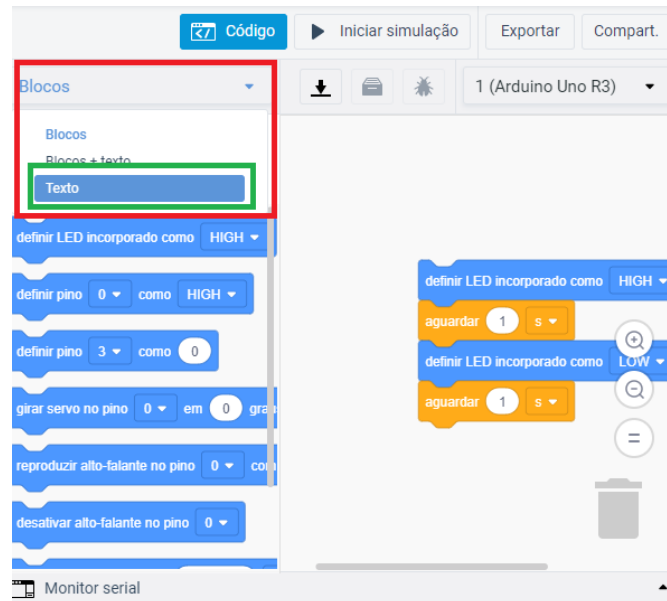 Código
Iniciar simulação
Exportar
Compart.
Blocos
1 (Arduino Uno R3)
Blocos
Blocos + texto
Texto
definir LED incorporado como HIGH
definir pino 0 como HIGH
definir pino 3 como 0
girar servo no pino 0 em 0 gra
reproduzir alto-falante no pino 0 con
desativar alto-falante no pino 0
definir LED incorporado como HIGH
aguardar 1 s
definir LED incorporado como LOW
aguardar 1 s
Monitor serial